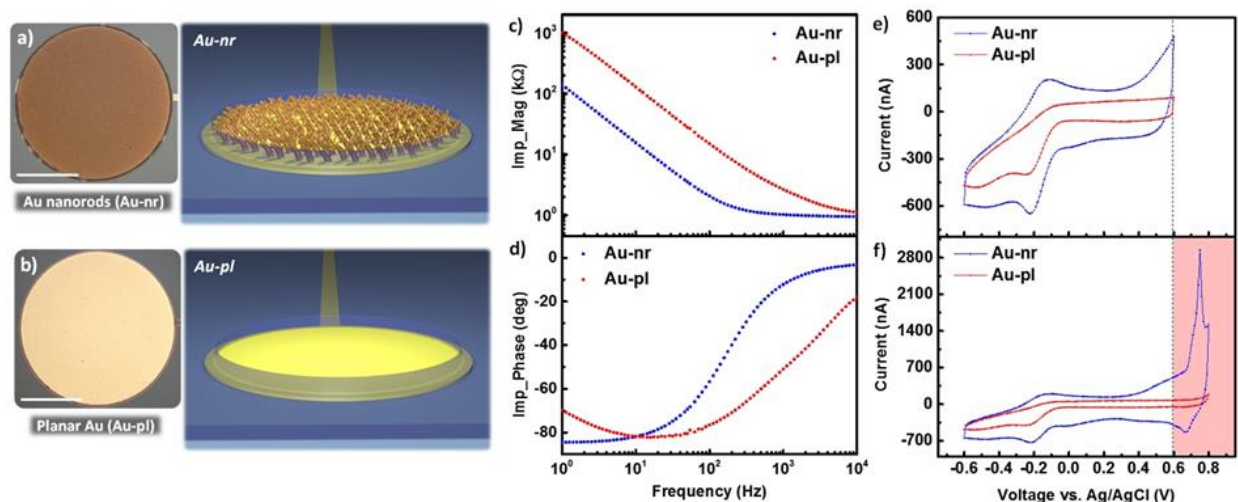 a)
Au nanorods (Au-nr)
Au-nr
b)
Planar Au (Au-pl)
Au-pl
c)
Au-nr
Au-pl
Imp_Mag (kΩ)
10³
10²
10¹
10⁰
d)
Au-nr
Au-pl
Imp_Phase (deg)
0
-20
-40
-60
-80
10⁰ 10¹ 10² 10³ 10⁴
Frequency (Hz)
e)
Au-nr
Au-pl
Current (nA)
600
300
0
-300
-600
f)
Au-nr
Au-pl
Current (nA)
2800
2100
1400
700
0
-700
-0.6 -0.4 -0.2 0.0 0.2 0.4 0.6 0.8
Voltage vs. Ag/AgCl (V)